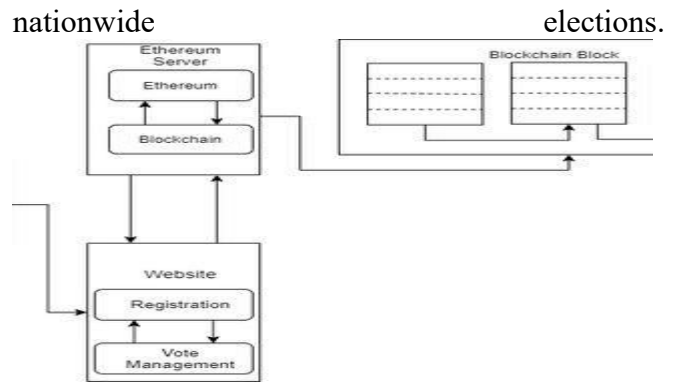 nationwide elections.
Ethereum
Server
Ethereum
Blockchain
Blockchain Block
Website
Registration
Vote
Management